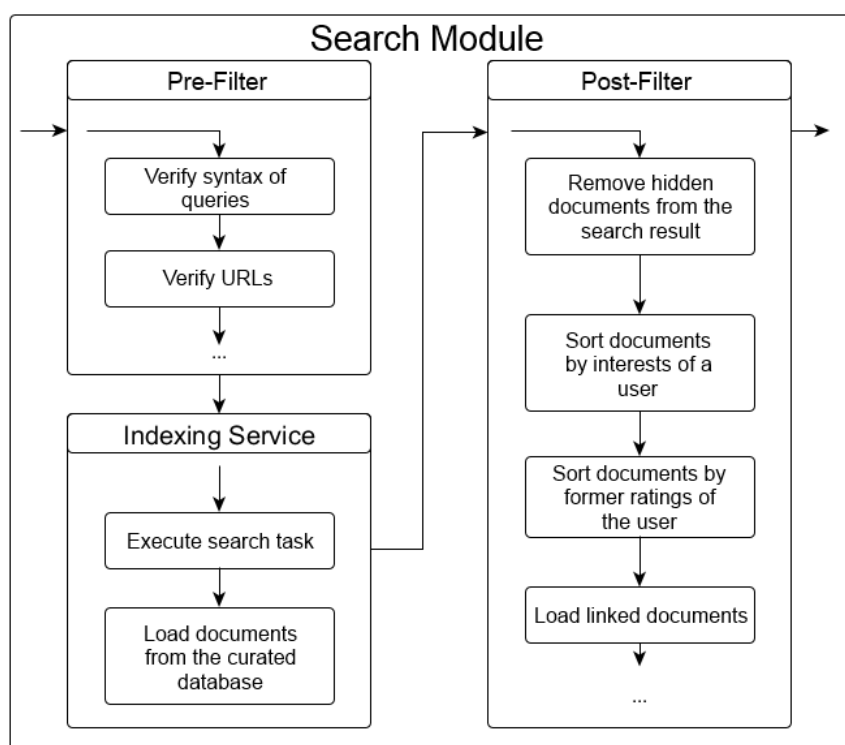 Search Module
Pre-Filter
Verify syntax of
queries
Verify URLs
...
Indexing Service
Execute search task
Load documents
from the curated
database
Post-Filter
Remove hidden
documents from the
search result
Sort documents
by interests of a
user
Sort documents by
former ratings of
the user
Load linked documents
...